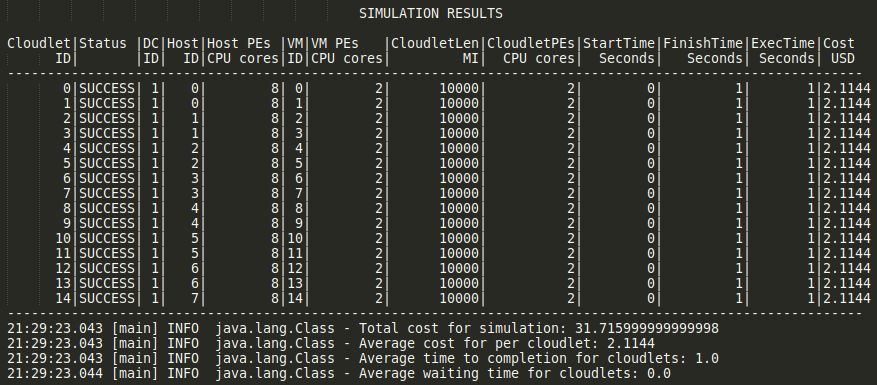 SIMULATION RESULTS
Cloudlet|Status |DC|Host|Host PEs |VM|VM PEs   |CloudletLen|CloudletPEs|StartTime|FinishTime|ExecTime|Cost
      ID|       |ID|  ID|CPU cores|ID|CPU cores|         MI|  CPU cores|  Seconds|   Seconds| Seconds| USD
-----------------------------------------------------------------------------------------------------------
       0|SUCCESS| 1|   0|        8| 0|        2|      10000|          2|        0|         1|       1|2.1144
       1|SUCCESS| 1|   0|        8| 1|        2|      10000|          2|        0|         1|       1|2.1144
       2|SUCCESS| 1|   1|        8| 2|        2|      10000|          2|        0|         1|       1|2.1144
       3|SUCCESS| 1|   1|        8| 3|        2|      10000|          2|        0|         1|       1|2.1144
       4|SUCCESS| 1|   2|        8| 4|        2|      10000|          2|        0|         1|       1|2.1144
       5|SUCCESS| 1|   2|        8| 5|        2|      10000|          2|        0|         1|       1|2.1144
       6|SUCCESS| 1|   3|        8| 6|        2|      10000|          2|        0|         1|       1|2.1144
       7|SUCCESS| 1|   3|        8| 7|        2|      10000|          2|        0|         1|       1|2.1144
       8|SUCCESS| 1|   4|        8| 8|        2|      10000|          2|        0|         1|       1|2.1144
       9|SUCCESS| 1|   4|        8| 9|        2|      10000|          2|        0|         1|       1|2.1144
      10|SUCCESS| 1|   5|        8|10|        2|      10000|          2|        0|         1|       1|2.1144
      11|SUCCESS| 1|   5|        8|11|        2|      10000|          2|        0|         1|       1|2.1144
      12|SUCCESS| 1|   6|        8|12|        2|      10000|          2|        0|         1|       1|2.1144
      13|SUCCESS| 1|   6|        8|13|        2|      10000|          2|        0|         1|       1|2.1144
      14|SUCCESS| 1|   7|        8|14|        2|      10000|          2|        0|         1|       1|2.1144
-----------------------------------------------------------------------------------------------------------
21:29:23.043 [main] INFO  java.lang.Class - Total cost for simulation: 31.715999999999998
21:29:23.043 [main] INFO  java.lang.Class - Average cost for per cloudlet: 2.1144
21:29:23.043 [main] INFO  java.lang.Class - Average time to completion for cloudlets: 1.0
21:29:23.044 [main] INFO  java.lang.Class - Average waiting time for cloudlets: 0.0